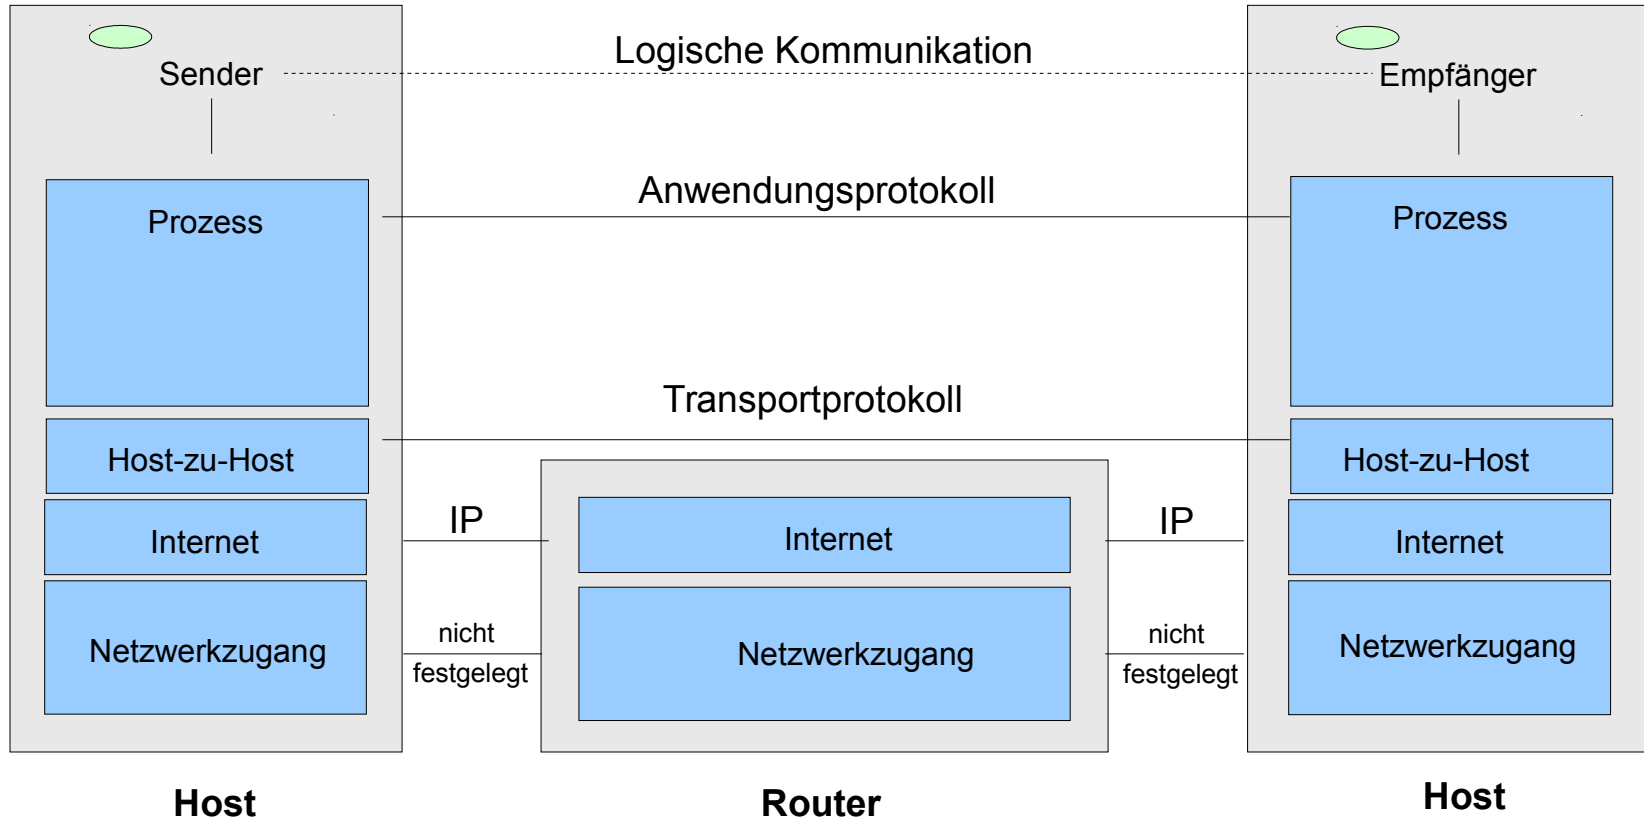 Logische Kommunikation
Sender
Empfänger
Anwendungsprotokoll
Prozess
Prozess
Transportprotokoll
Host-zu-Host
Host-zu-Host
IP
IP
Internet
Internet
Internet
nicht
festgelegt
nicht
festgelegt
Netzwerkzugang
Netzwerkzugang
Netzwerkzugang
Host
Router
Host